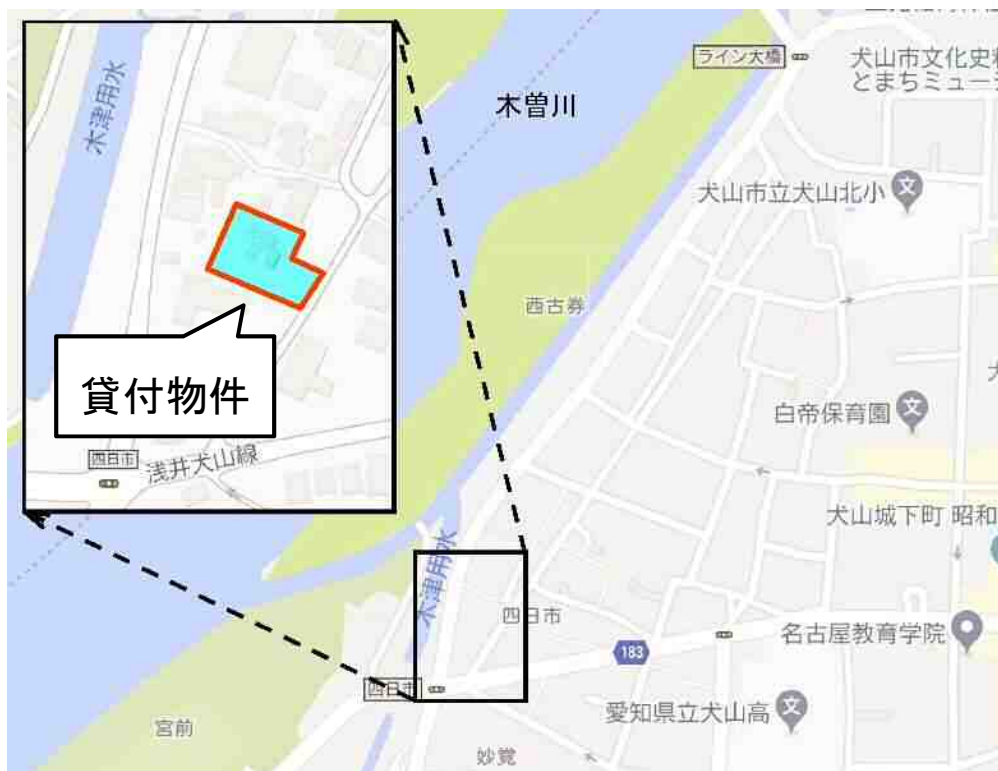 木津用水
貸付物件
四日市
浅井犬山線
木曽川
ライン大橋
犬山市文化史料
とまちミュー
犬山市立犬山北小
文
西古券
白帝保育園
文
犬山城下町 昭和
木津用水
四日市
183
名古屋教育学院
四日市
愛知県立犬山高
文
宮前
妙覚